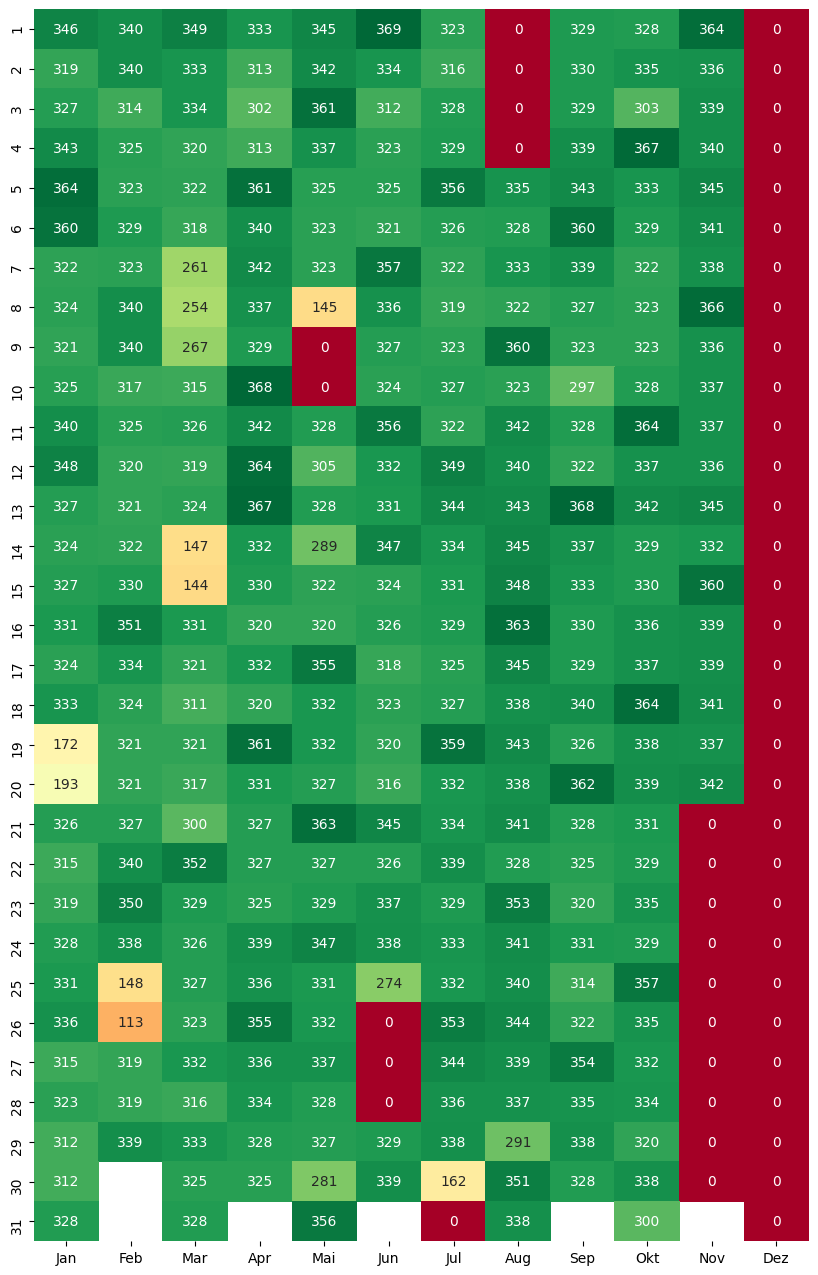 1 346 340 349 333 345 369 323 0 329 328 364 0
2 319 340 333 313 342 334 316 0 330 335 336 0
3 327 314 334 302 361 312 328 0 329 303 339 0
4 343 325 320 313 337 323 329 0 339 367 340 0
5 364 323 322 361 325 325 356 335 343 333 345 0
6 360 329 318 340 323 321 326 328 360 329 341 0
7 322 323 261 342 323 357 322 333 339 322 338 0
8 324 340 254 337 145 336 319 322 327 323 366 0
9 321 340 267 329 0 327 323 360 323 323 336 0
10 325 317 315 368 0 324 327 323 297 328 337 0
11 340 325 326 342 328 356 322 342 328 364 337 0
12 348 320 319 364 305 332 349 340 322 337 336 0
13 327 321 324 367 328 331 344 343 368 342 345 0
14 324 322 147 332 289 347 334 345 337 329 332 0
15 327 330 144 330 322 324 331 348 333 330 360 0
16 331 351 331 320 320 326 329 363 330 336 339 0
17 324 334 321 332 355 318 325 345 329 337 339 0
18 333 324 311 320 332 323 327 338 340 364 341 0
19 172 321 321 361 332 320 359 343 326 338 337 0
20 193 321 317 331 327 316 332 338 362 339 342 0
21 326 327 300 327 363 345 334 341 328 331 0 0
22 315 340 352 327 327 326 339 328 325 329 0 0
23 319 350 329 325 329 337 329 353 320 335 0 0
24 328 338 326 339 347 338 333 341 331 329 0 0
25 331 148 327 336 331 274 332 340 314 357 0 0
26 336 113 323 355 332 0 353 344 322 335 0 0
27 315 319 332 336 337 0 344 339 354 332 0 0
28 323 319 316 334 328 0 336 337 335 334 0 0
29 312 339 333 328 327 329 338 291 338 320 0 0
30 312 325 325 281 339 162 351 328 338 0 0
31 328 328 356 0 338 300 0
Jan Feb Mar Apr Mai Jun Jul Aug Sep Okt Nov Dez